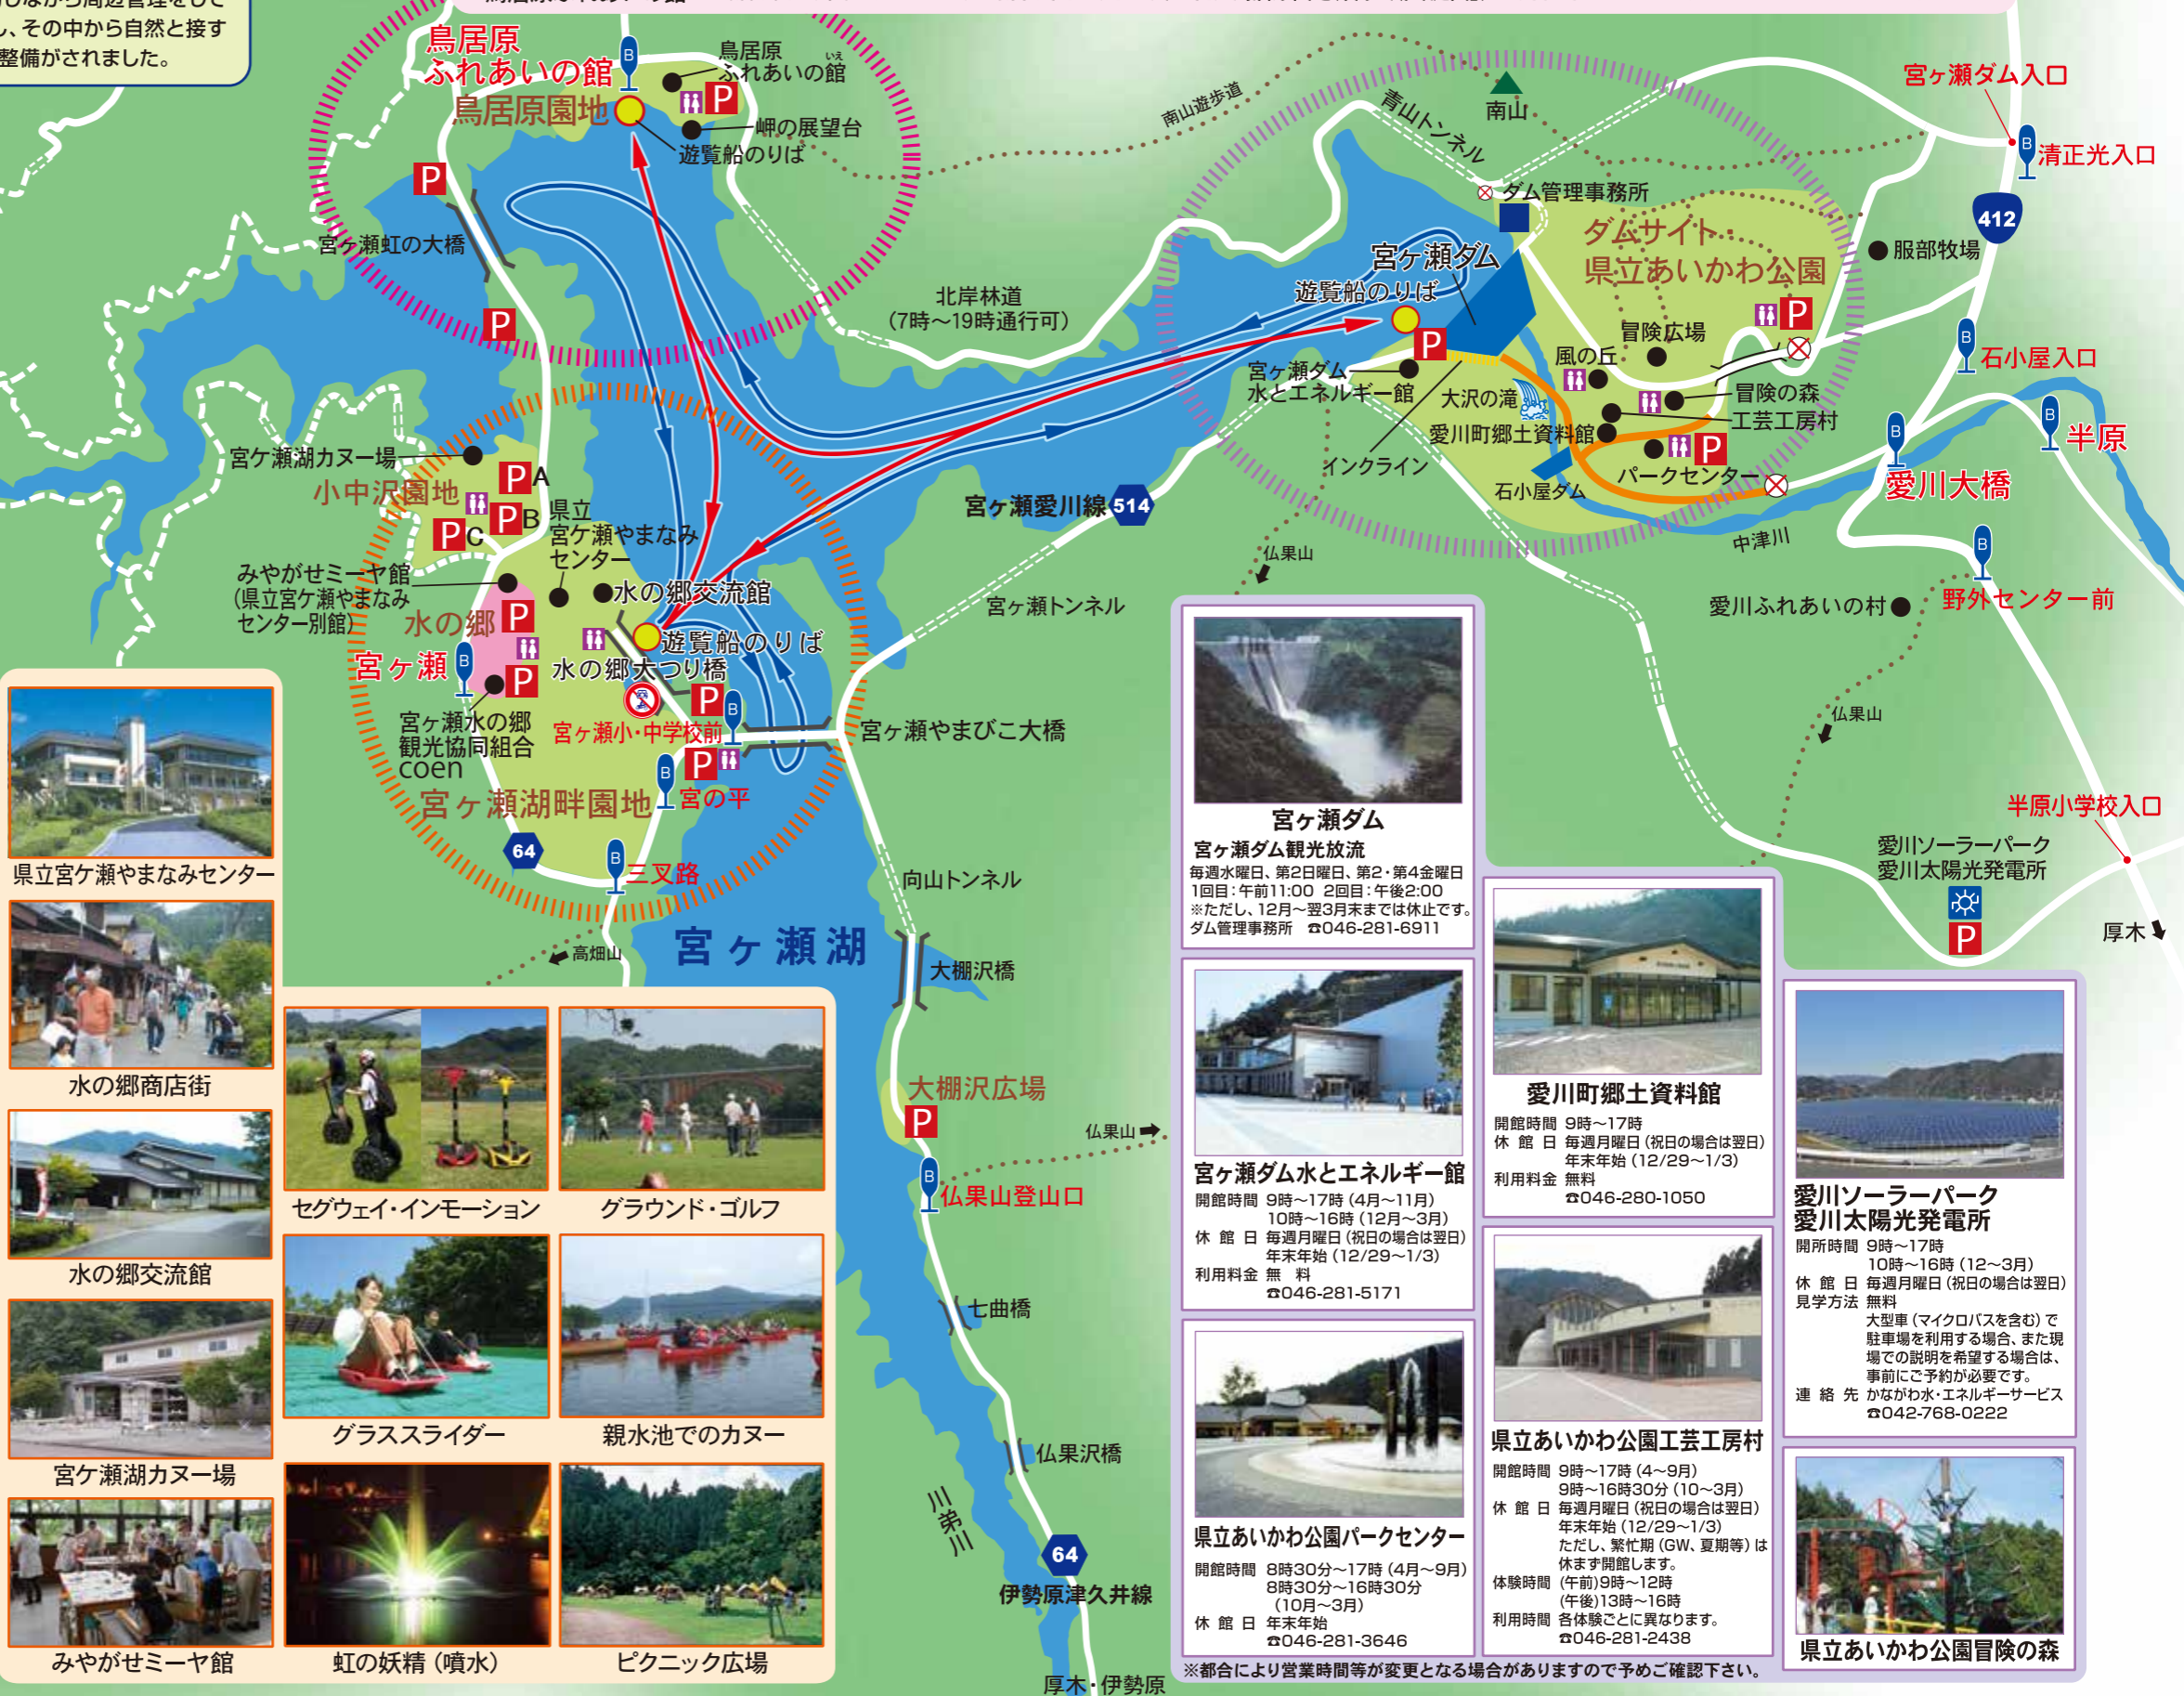 し、その中から自然と接す
整備がされました。
鳥居原
ふれあいの館
鳥居原園地
鳥居原
ふれあいの館
いえ
岬の展望台
遊覧船のりば
宮ヶ瀬虹の大橋
南山遊歩道
青山トンネル
南山
ダム管理事務所
宮ヶ瀬ダム入口
清正光入口
412
服部牧場
ダムサイト・
県立あいかわ公園
宮ヶ瀬ダム
遊覧船のりば
北岸林道
(7時～19時通行可)
冒険広場
風の丘
石小屋入口
宮ヶ瀬ダム
水とエネルギー館
大沢の滝
冒険の森
工芸工房村
愛川町郷土資料館
インクライン
石小屋ダム
パークセンター
半原
愛川大橋
中津川
宮ケ瀬湖カヌー場
小中沢園地
A
B
C
県立
宮ケ瀬やまなみ
センター
宮ヶ瀬愛川線
514
仏果山
みやがせミーヤ館
(県立宮ケ瀬やまなみ
センター別館)
水の郷交流館
水の郷
遊覧船のりば
宮ヶ瀬
水の郷大つり橋
宮ヶ瀬トンネル
愛川ふれあいの村
野外センター前
宮ヶ瀬水の郷
観光協同組合
coen
宮ヶ瀬小・中学校前
宮ヶ瀬やまびこ大橋
宮ヶ瀬湖畔園地
宮の平
64
三叉路
仏果山
半原小学校入口
愛川ソーラーパーク
愛川太陽光発電所
厚木
向山トンネル
宮ヶ瀬湖
高畑山
大棚沢橋
大棚沢広場
仏果山
仏果山登山口
七曲橋
仏果沢橋
川弟川
64
伊勢原津久井線
厚木・伊勢原
県立宮ケ瀬やまなみセンター
水の郷商店街
水の郷交流館
宮ケ瀬湖カヌー場
みやがせミーヤ館
セグウェイ・インモーション
グラウンド・ゴルフ
グラススライダー
親水池でのカヌー
虹の妖精（噴水）
ピクニック広場
宮ヶ瀬ダム
宮ヶ瀬ダム観光放流
毎週水曜日、第2日曜日、第2・第4金曜日
1回目：午前11:00 2回目：午後2:00
※ただし、12月～翌3月末までは休止です。
ダム管理事務所 ☎046-281-6911
宮ヶ瀬ダム水とエネルギー館
開館時間 9時～17時（4月～11月）
10時～16時（12月～3月）
休館日 毎週月曜日（祝日の場合は翌日）
年末年始（12/29～1/3）
利用料金 無 料
☎046-281-5171
県立あいかわ公園パークセンター
開館時間 8時30分～17時（4月～9月）
8時30分～16時30分
（10月～3月）
休館日 年末年始
☎046-281-3646
愛川町郷土資料館
開館時間 9時～17時
休館日 毎週月曜日（祝日の場合は翌日）
年末年始（12/29～1/3）
利用料金 無料
☎046-280-1050
県立あいかわ公園工芸工房村
開館時間 9時～17時（4～9月）
9時～16時30分（10～3月）
休館日 毎週月曜日（祝日の場合は翌日）
年末年始（12/29～1/3）
ただし、繁忙期（GW、夏期等）は
休まず開館します。
体験時間 (午前)9時～12時
(午後)13時～16時
利用時間 各体験ごとに異なります。
☎046-281-2438
愛川ソーラーパーク
愛川太陽光発電所
開所時間 9時～17時
10時～16時（12～3月）
休館日 毎週月曜日（祝日の場合は翌日）
見学方法 無料
大型車（マイクロバスを含む）で
駐車場を利用する場合、また現
場での説明を希望する場合は、
事前にご予約が必要です。
連絡先 かながわ水・エネルギーサービス
☎042-768-0222
県立あいかわ公園冒険の森
※都合により営業時間等が変更となる場合がありますので予めご確認下さい。